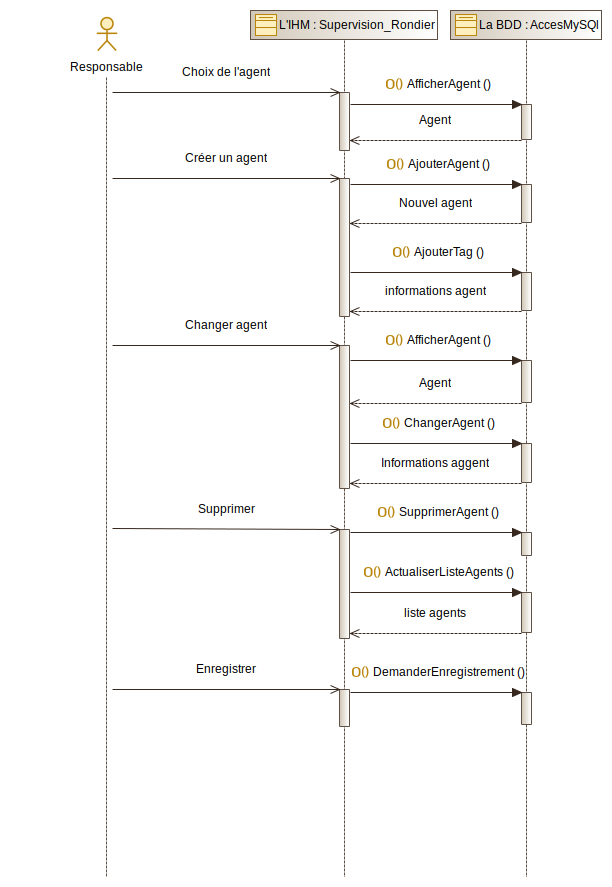 L'IHM : Supervision_Rondier
La BDD : AccesMySQl
Responsable
Choix de l'agent
O() AfficherAgent ()
Agent
Créer un agent
O() AjouterAgent ()
Nouvel agent
O() AjouterTag ()
informations agent
Changer agent
O() AfficherAgent ()
Agent
O() ChangerAgent ()
Informations aggent
Supprimer
O() SupprimerAgent ()
O() ActualiserListeAgents ()
liste agents
Enregistrer
O() DemanderEnregistrement ()